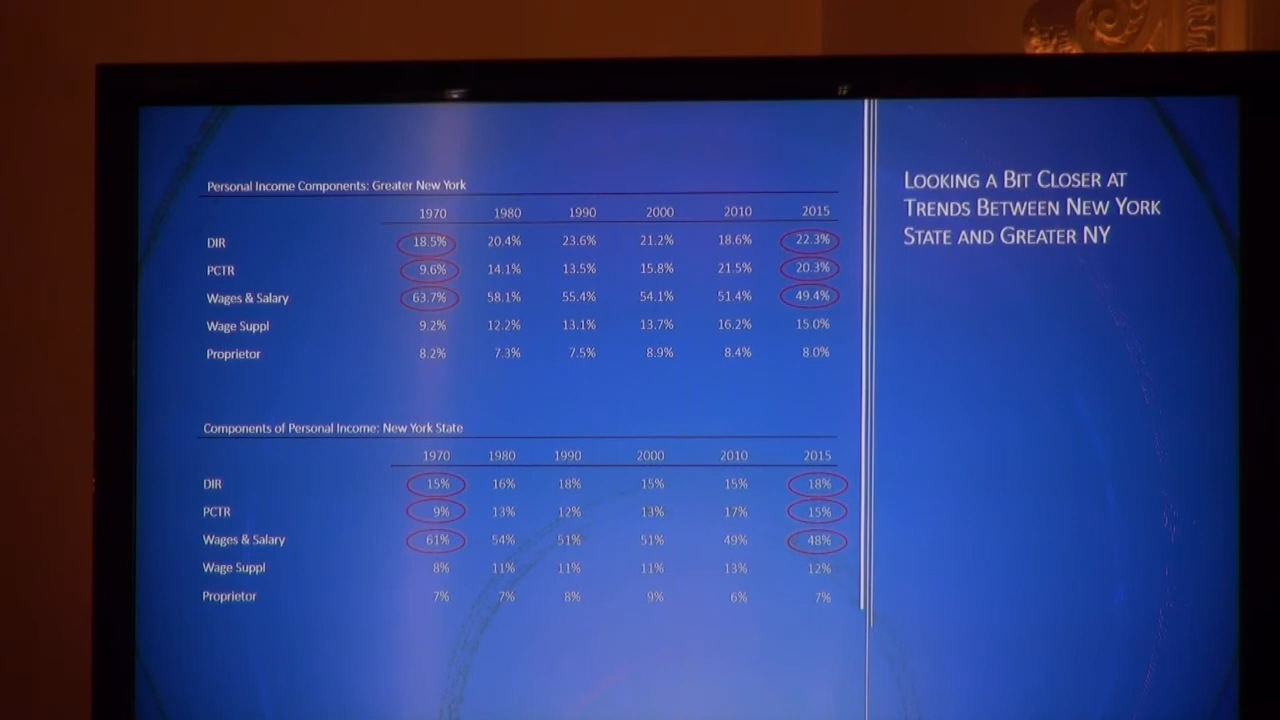 Personal Income Components: Greater New York
1970 1980 1990 2000 2010 2015
DIR 18.5% 20.4% 23.6% 21.2% 18.6% 22.3%
PCTR 9.6% 14.1% 13.5% 15.8% 21.5% 20.3%
Wages & Salary 63.7% 58.1% 55.4% 54.1% 51.4% 49.4%
Wage Suppl 9.2% 12.2% 13.1% 13.7% 16.2% 15.0%
Proprietor 8.2% 7.3% 7.5% 8.9% 8.4% 8.0%
Components of Personal Income: New York State
1970 1980 1990 2000 2010 2015
DIR 15% 16% 18% 15% 15% 18%
PCTR 9% 13% 12% 13% 17% 15%
Wages & Salary 61% 54% 51% 51% 49% 48%
Wage Suppl 8% 11% 11% 11% 13% 12%
Proprietor 7% 7% 8% 9% 6% 7%
LOOKING A BIT CLOSER AT
TRENDS BETWEEN NEW YORK
STATE AND GREATER NY